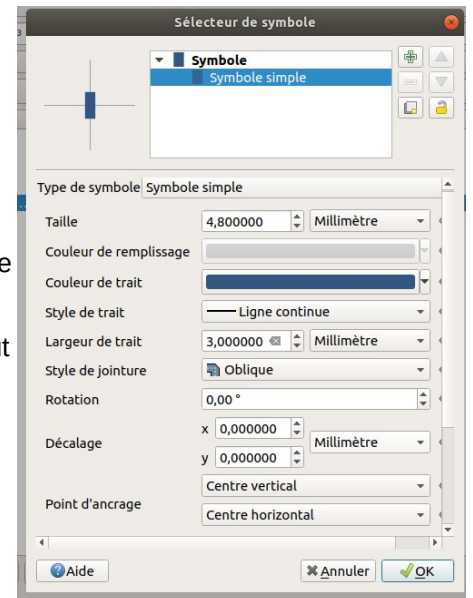 Sélecteur de symbole
Symbole
Symbole simple
Type de symbole Symbole simple
Taille 4,800000 Millimètre
Couleur de remplissage
Couleur de trait
Style de trait Ligne continue
Largeur de trait 3,000000 Millimètre
Style de jointure Oblique
Rotation 0,00 °
Décalage x 0,000000 Millimètre
y 0,000000
Point d'ancrage Centre vertical
Centre horizontal
Aide Annuler OK